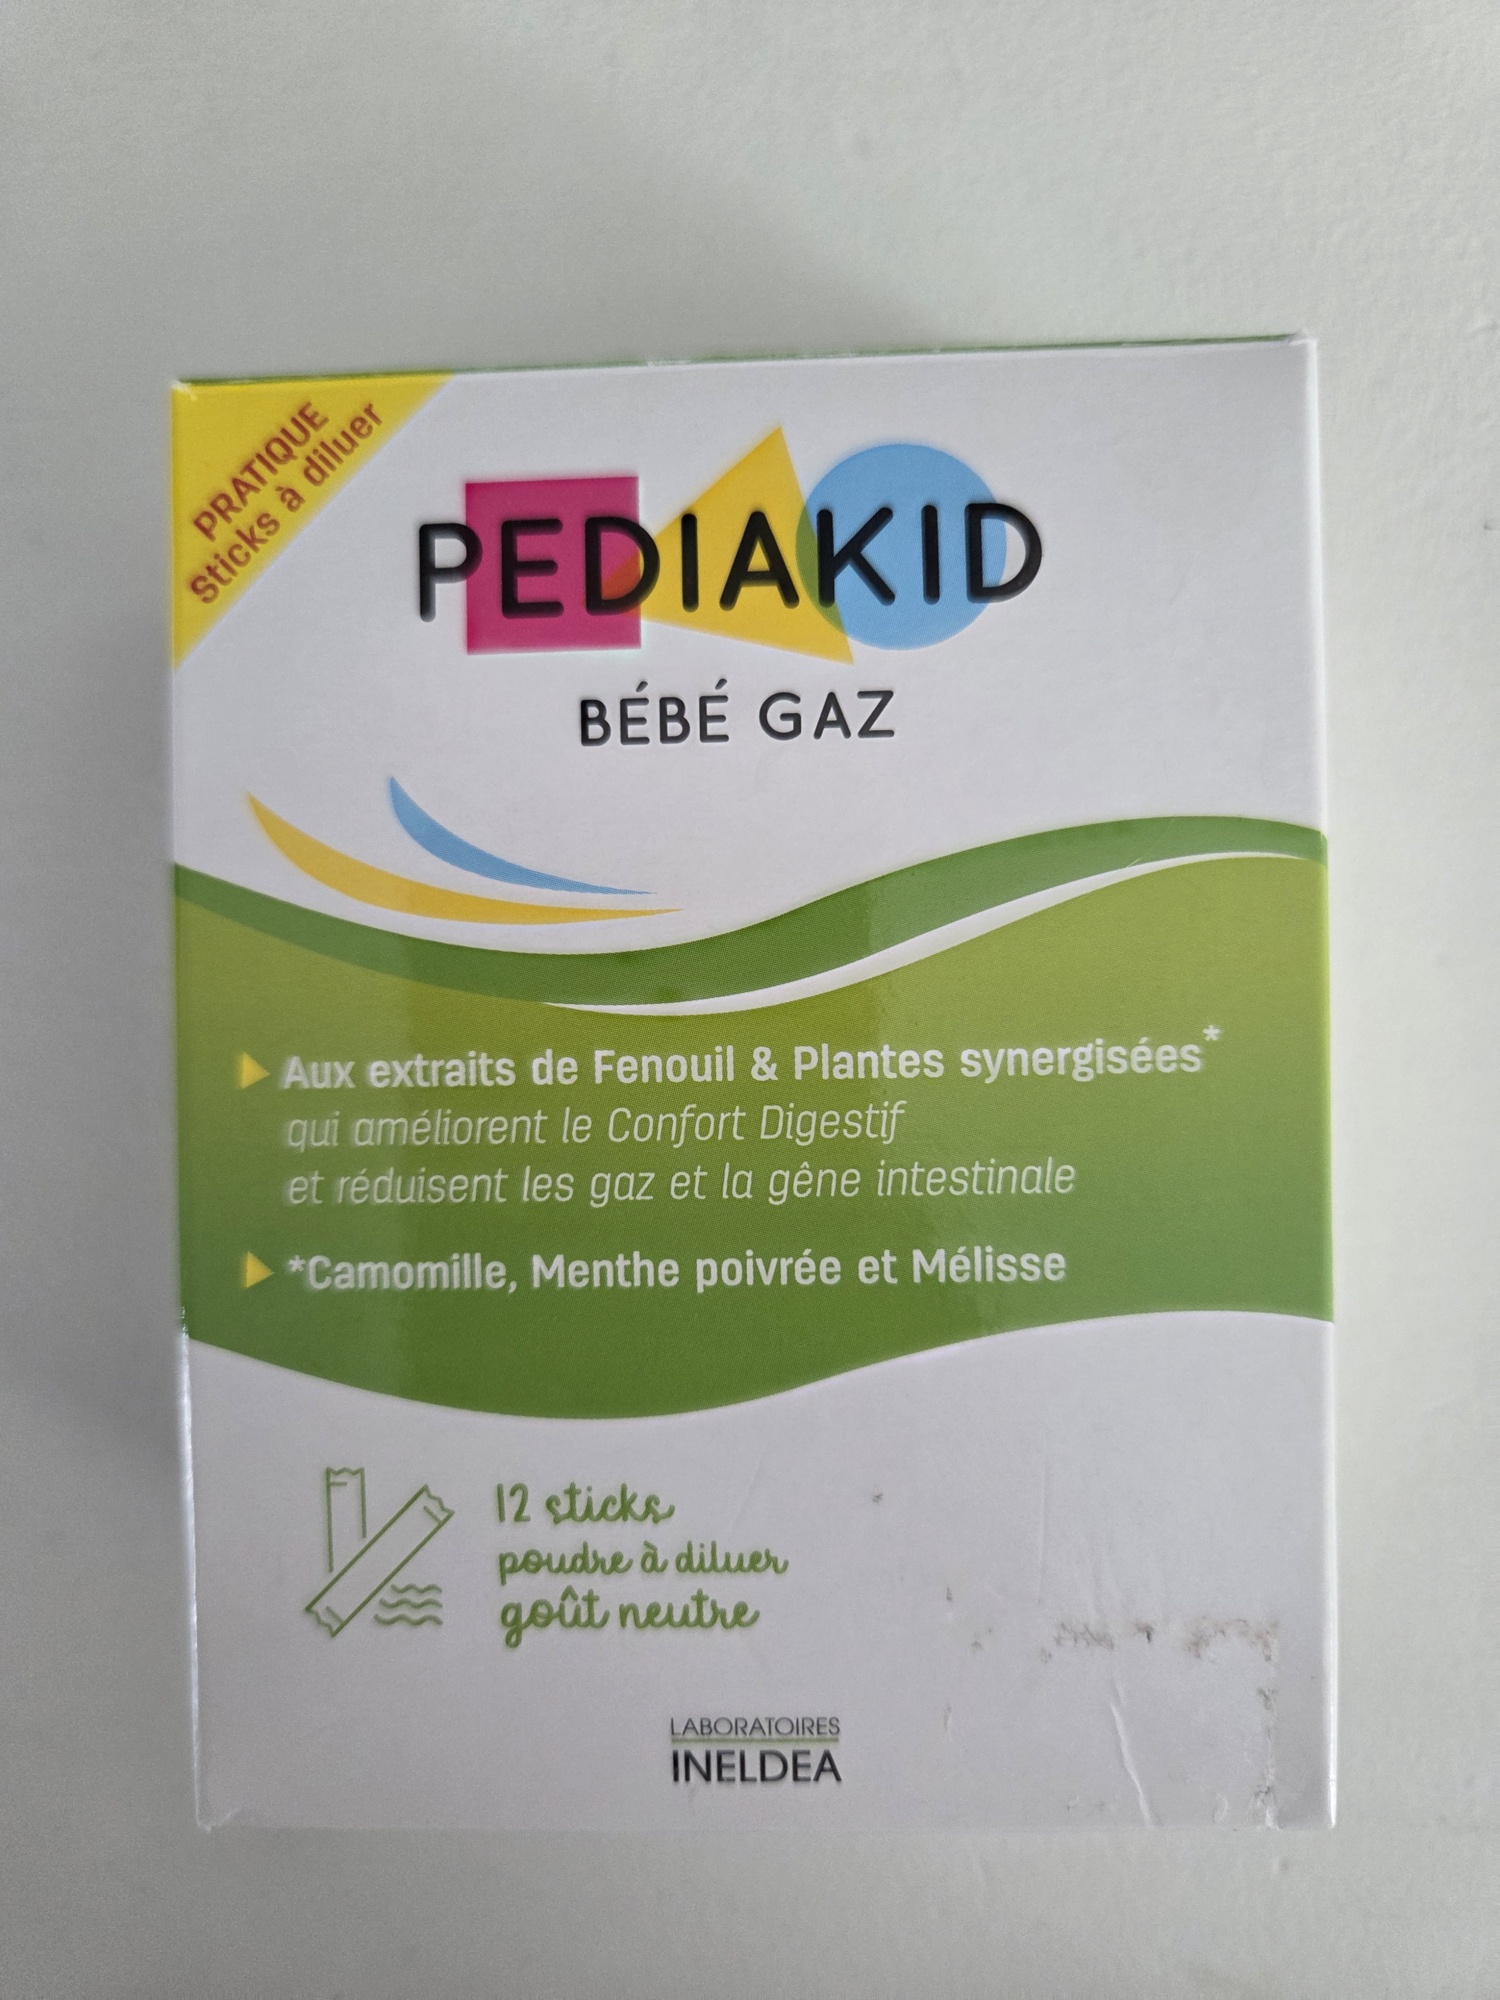 PRATIQUE
Sticks à diluer
PEDIAKID
BÉBÉ GAZ
Aux extraits de Fenouil & Plantes synergisées*
qui améliorent le Confort Digestif
et réduisent les gaz et la gêne intestinale
*Camomille, Menthe poivrée et Mélisse
12 sticks
poudre à diluer
goût neutre
LABORATOIRES
INELDEA